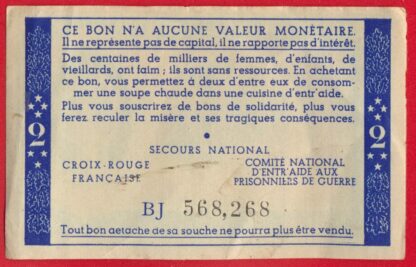 CE BON N'A AUCUNE VALEUR MONÉTAIRE.
Il ne représente pas de capital, il ne rapporte pas d'intérêt.
Des centaines de milliers de femmes, d'enfants, de
vieillards, ont faim ; ils sont sans ressources. En achetant
ce bon, vous permettez à deux d'entre eux de consom-
mer une soupe chaude dans une cuisine d'entr'aide.
Plus vous souscrirez de bons de solidarité, plus vous
ferez reculer la misère et ses tragiques conséquences.
2 2
SECOURS NATIONAL
CROIX-ROUGE
FRANÇAISE
COMITÉ NATIONAL
D'ENTR'AIDE AUX
PRISONNIERS DE GUERRE
BJ 568,268
Tout bon aetache de sa souche ne pourra plus être vendu.